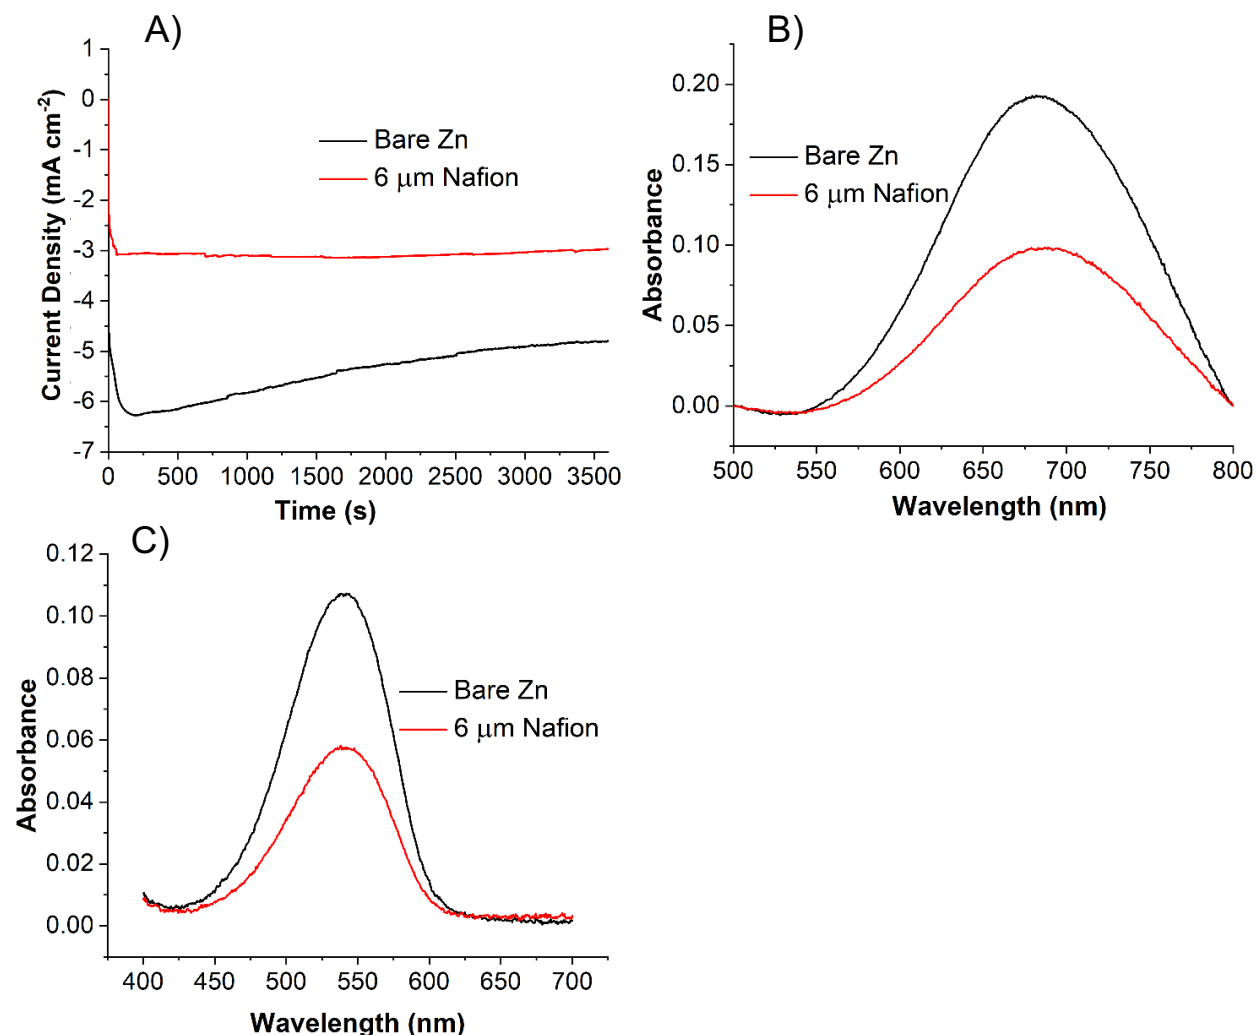 A)
1
0
-1
-2
-3
-4
-5
-6
-7
Current Density (mA cm-2)
Bare Zn
6 μm Nafion
0 500 1000 1500 2000 2500 3000 3500
Time (s)
B)
0.20
0.15
0.10
0.05
0.00
Absorbance
Bare Zn
6 μm Nafion
500 550 600 650 700 750 800
Wavelength (nm)
C)
0.12
0.10
0.08
0.06
0.04
0.02
0.00
Absorbance
Bare Zn
6 μm Nafion
400 450 500 550 600 650 700
Wavelength (nm)